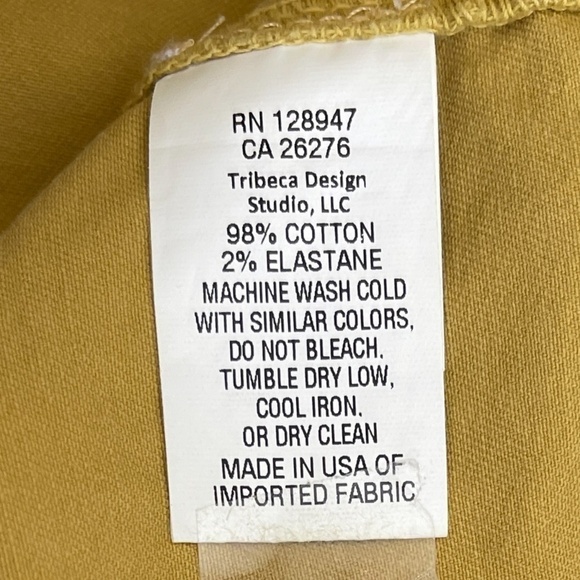 RN 128947
CA 26276
Tribeca Design
Studio, LLC
98% COTTON
2% ELASTANE
MACHINE WASH COLD
WITH SIMILAR COLORS,
DO NOT BLEACH.
TUMBLE DRY LOW,
COOL IRON.
OR DRY CLEAN
MADE IN USA OF
IMPORTED FABRIC